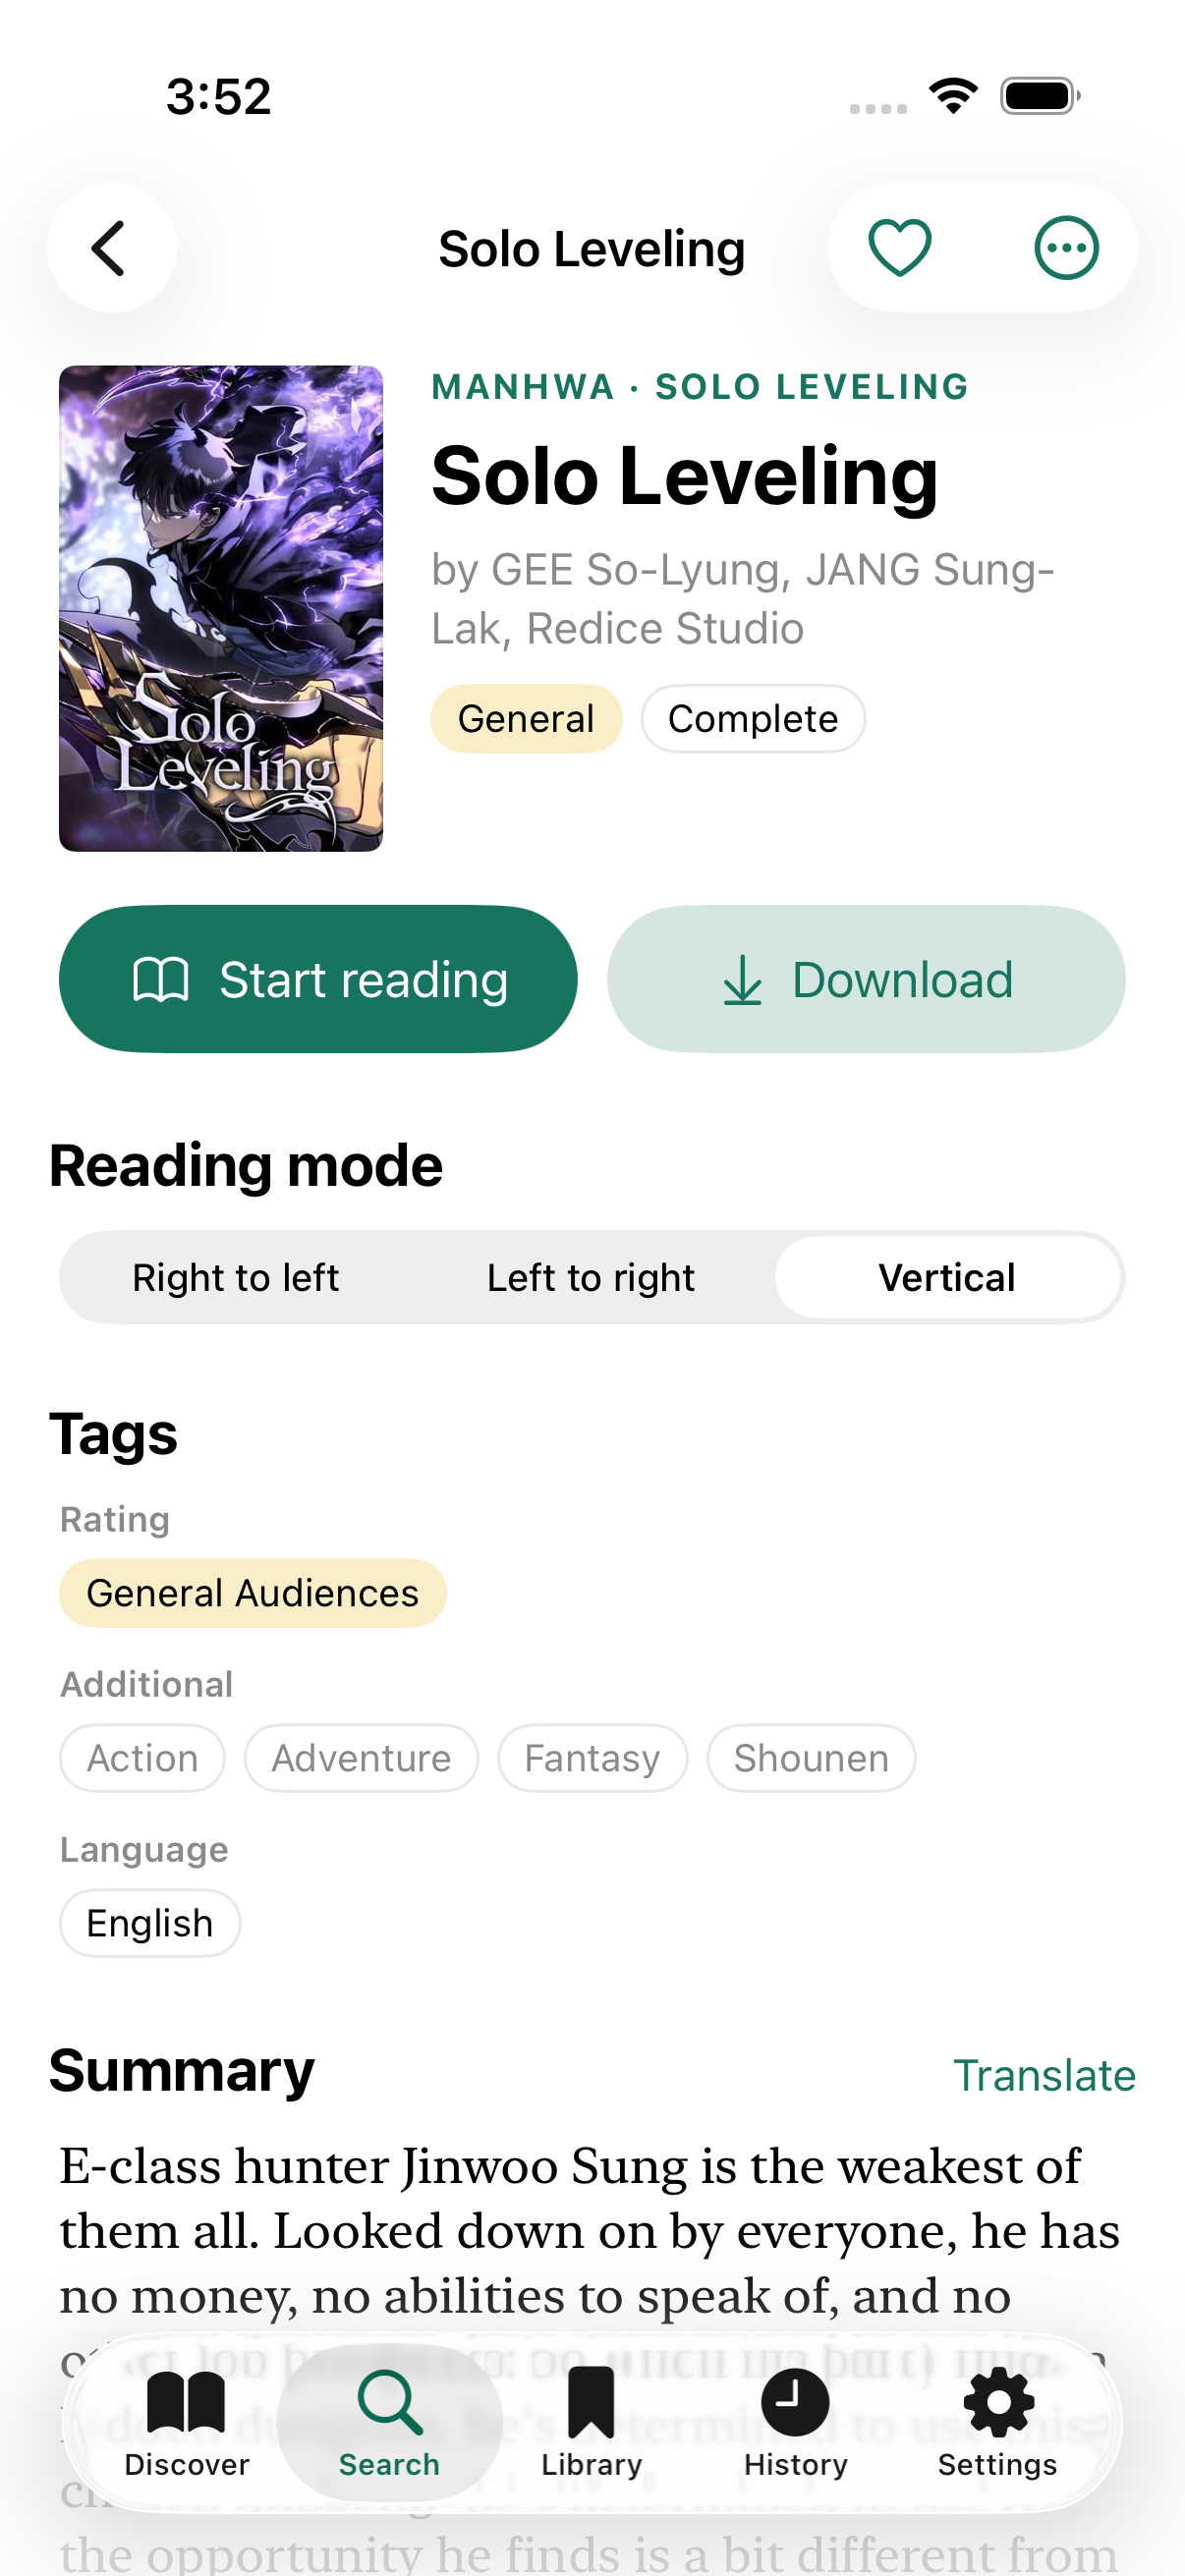 3:52
Solo Leveling
Solo
Leveling
MANHWA · SOLO LEVELING
Solo Leveling
by GEE So-Lyung, JANG Sung-
Lak, Redice Studio
General
Complete
Start reading
Download
Reading mode
Right to left
Left to right
Vertical
Tags
Rating
General Audiences
Additional
Action
Adventure
Fantasy
Shounen
Language
English
Summary
Translate
E-class hunter Jinwoo Sung is the weakest of
them all. Looked down on by everyone, he has
no money, no abilities to speak of, and no
Discover
Search
Library
History
Settings
the opportunity he finds is a bit different from